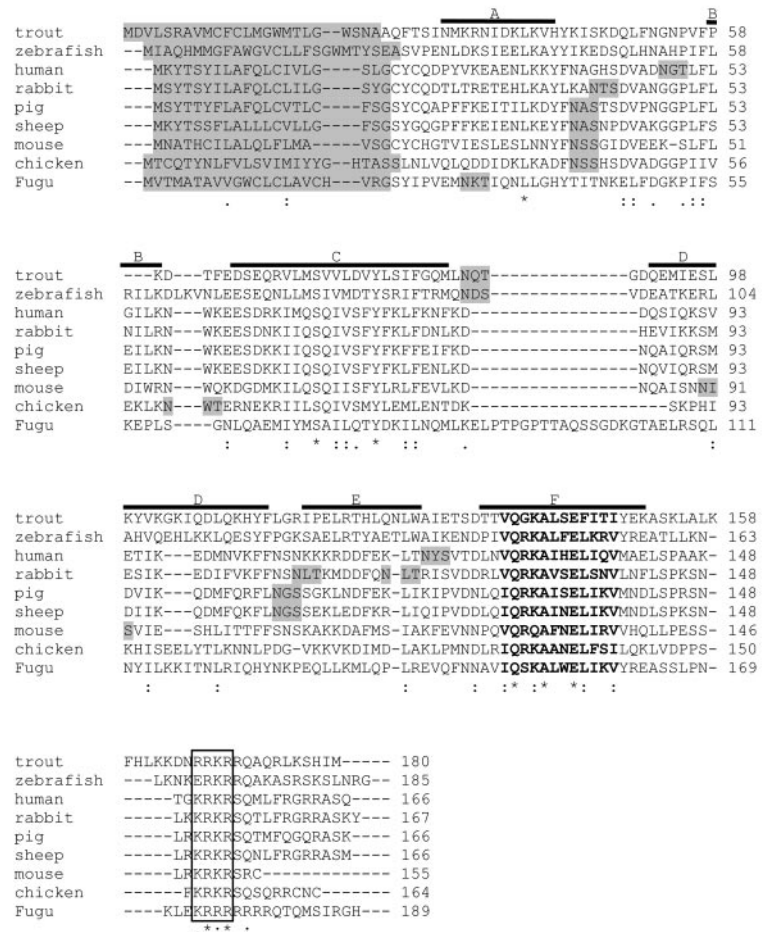 A B
trout MDVLSRAVMCFCLMGWMTLG--WSNAAQFTSINMKRNIDKLKVHYKISKDQLFNGNPVFP 58
zebrafish --MIAQHMMGFAWGVCLLFSGWMTYSEASVPENLDKSIEELKAYYIKEDSQLHNAHPIFL 58
human ---MKYTSYILAFQLCIVLG----SLGCYCQDPYVKEAENLKKYFNAGHSDVADNGTLFL 53
rabbit ---MSYTSYILAFQLCLILG----SYGCYCQDTLTRETEHLKAYLKANTSDVANGGPLFL 53
pig ---MSYTTYFLAFQLCVTLC----FSGSYCQAPFFKEITILKDYFNASTSDVPNGGPLFL 53
sheep ---MKYTSSFLALLLCVLLG----FSGSYGQGPFFKEIENLKEYFNASNPDVAKGGPLFS 53
mouse ---MNATHCILALQLFLMA-----VSGCYCHGTVIESLESLNNYFNSSGIDVEEK-SLFL 51
chicken --MTCQTYNLFVLSVIMIYYG--HTASSLNLVQLQDDIDKLKADFNSSHSDVADGGPIIV 56
Fugu --MVTMATAVVGWCLCLAVCH---VRGSYIPVEMNKTIQNLLGHYTITNKELFDGKPIFS 55
. : * :: . .::
B C D
trout ---KD---TFEDSEQRVLMSVVLDVYLSIFGQMLNQT----------------GDQEMIESL 98
zebrafish RILKDLKVNLEESEQNLLMSIVMDTYSRIFTRMQNDS----------------VDEATKERL 104
human GILKN---WKEESDRKIMQSQIVSFYFKLFKNFKD------------------DQSIQKSV 93
rabbit NILRN---WKEESDNKIIQSQIVSFYFKLFDNLKD------------------HEVIKKSM 93
pig EILKN---WKEESDKKIIQSQIVSFYFKFFEIFKD------------------NQAIQRSM 93
sheep EILKN---WKEESDKKIIQSQIVSFYFKLFENLKD------------------NQVIQRSM 93
mouse DIWRN---WQKDGDMKILQSQIISFYLRLFEVLKD------------------NQAISNNI 91
chicken EKLKN---WTERNEKRIILSQIVSMYLEMLENTDK--------------------SKPHI 93
Fugu KEPLS-----GNLQAEMIYMSAILQTYDKILNQMLKELPTPGPTTAQSSGDKGTAELRSQL 111
: : * :: . * :: . :
D E F
trout KYVKGKIQDLQKHYFLGRIPELRTHLQNLWAIETSDTTVQGKALSEFITIYEKASKLALK 158
zebrafish AHVQEHLKKLQESYFPGKSAELRTYAETLWAIKESDPVIQRKALFELKRVYREATLLKN- 163
human ETIK---EDMNVKFFNSNKKKRDDFEK-LTNYSVTDLNVQRKAIHELIQVMAELSPAAK- 148
rabbit ESIK---EDIFVKFFNSNLTKMDDFQN-LTRISVDDRLVQRKAVSELSNVLNFLSPKSN- 148
pig DVIK---QDMFQRFLNGSSGKLNDFEK-LIKIPVDNLQIQRKAISELIKVMNDLSPRSN- 148
sheep DIIK---QDMFQKFLNGSSEKLEDFKR-LIQIPVDDLQIQRKAINELIKVMNDLSPKSN- 148
mouse SVIE---SHLITTFFSNSKAKKDAFMS-IAKFEVNNPQVQRQAFNELIRVVHQLLPESS- 146
chicken KHISEELYTLKNNLPDG-VKKVKDIMD-LAKLPMNDLRIQRKAANELFSILQKLVDPPS- 150
Fugu NYILKKITNLRIQHYNKPEQLLKMLQP-LREVQFNNAVIQSKALWELIKVYREASSLPN- 169
: : : : :* :* *: :
trout FHLKKDNRRKRRQAQRLKSHIM----- 180
zebrafish ---LKNKERKRRQAKASRSKSLNRG-- 185
human -----TGKRKRSQMLFRGRRASQ---- 166
rabbit -----LKKRKRSQTLFRGRRASKY--- 167
pig -----LRKRKRSQTMFQGQRASK---- 166
sheep -----LRKRKRSQNLFRGRRASM---- 166
mouse -----LRKRKRSRC------------- 155
chicken -----FKRKRSQSQRRCNC------ 164
Fugu ----KLEKRRRRRRRQTQMSIRGH--- 189
*.* .